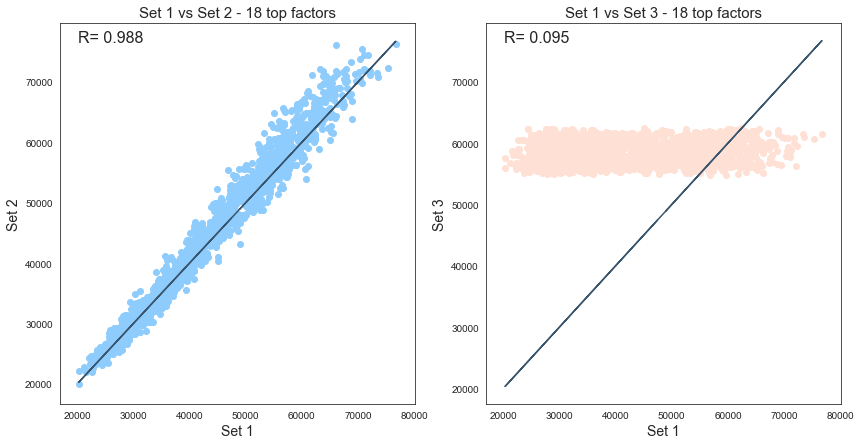 Set 1 vs Set 2 - 18 top factors
R= 0.988
Set 2
70000
60000
50000
40000
30000
20000
20000 30000 40000 50000 60000 70000 80000
Set 1
Set 1 vs Set 3 - 18 top factors
R= 0.095
Set 3
70000
60000
50000
40000
30000
20000
20000 30000 40000 50000 60000 70000 80000
Set 1